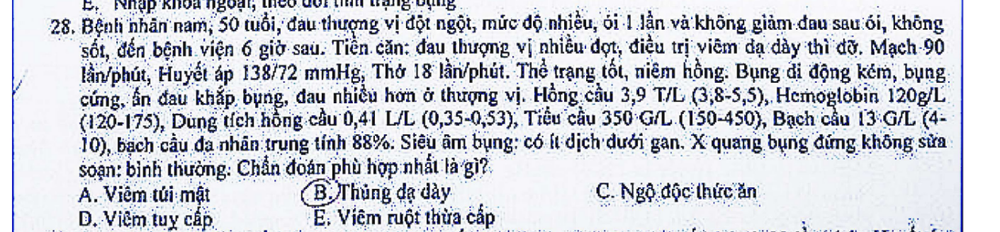 E. Nhập khoa ngoại, theo dõi tình trạng bụng
28. Bệnh nhân nam, 50 tuổi, đau thượng vị đột ngột, mức độ nhiều, ói 1 lần và không giảm đau sau ói, không
sốt, đến bệnh viện 6 giờ sau. Tiền căn: đau thượng vị nhiều đợt, điều trị viêm dạ dày thì đỡ. Mạch 90
lần/phút, Huyết áp 138/72 mmHg, Thở 18 lần/phút. Thể trạng tốt, niêm hồng. Bụng di động kém, bụng
cứng, ấn đau khắp bụng, đau nhiều hơn ở thượng vị. Hồng cầu 3,9 T/L (3,8-5,5), Hemoglobin 120g/L
(120-175), Dung tích hồng cầu 0,41 L/L (0,35-0,53), Tiểu cầu 350 G/L (150-450), Bạch cầu 13 G/L (4-
10), bách cầu đa nhân trung tính 88%. Siêu âm bụng: có ít dịch dưới gan. X quang bụng đứng không sửa
soạn: bình thường. Chẩn đoán phù hợp nhất là gì?
A. Viêm túi mật B. Thủng dạ dày C. Ngộ độc thức ăn
D. Viêm tuy cấp E. Viêm ruột thừa cấp